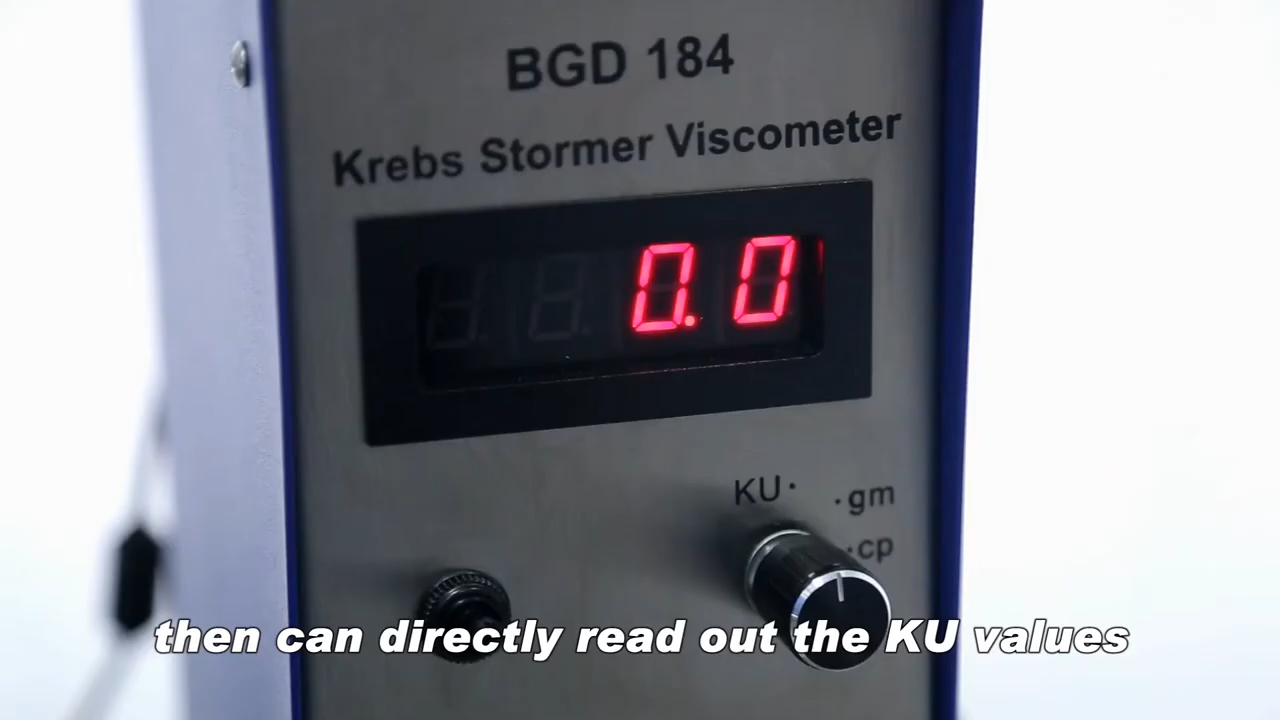 BGD 184
Krebs Stormer Viscometer
0.0
KU
gm
cp
then can directly read out the KU values